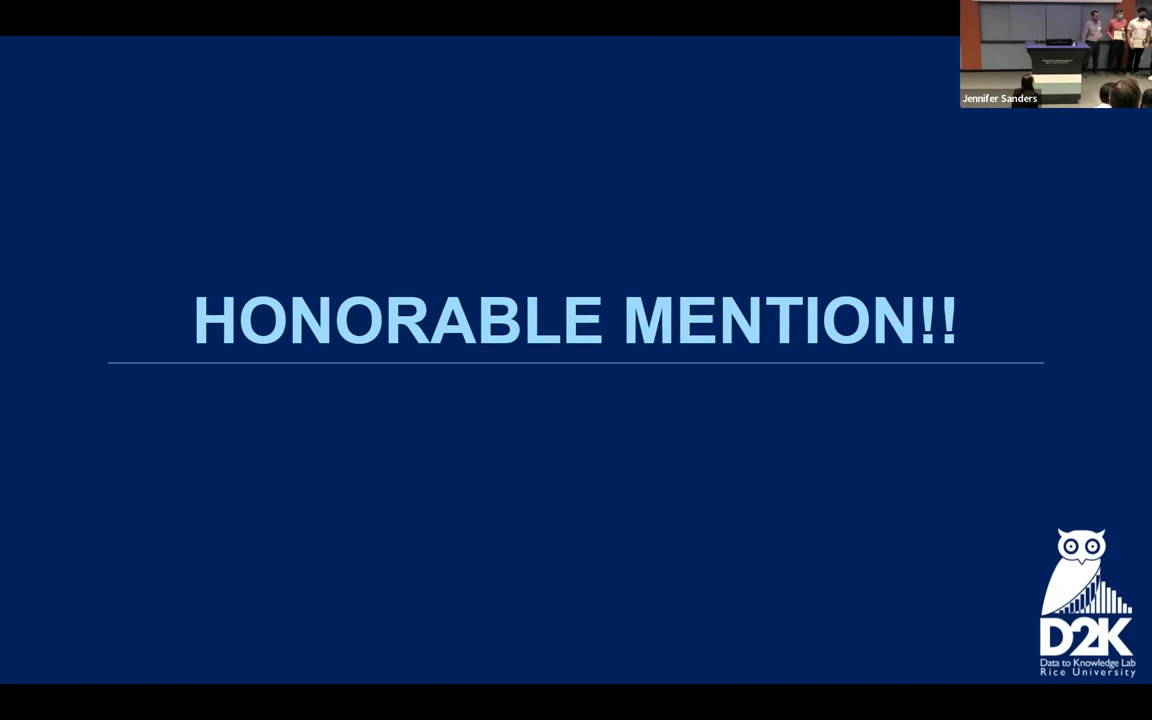 Jennifer Sanders
HONORABLE MENTION!!
D2K
Data to Knowledge Lab
Rice University